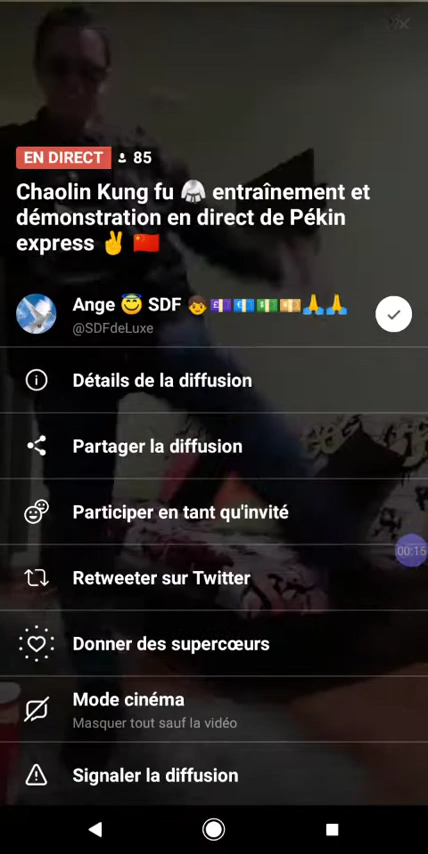 EN DIRECT 85
Chaolin Kung fu 🥋 entraînement et
démonstration en direct de Pékin
express ✌️ 🇨🇳
Ange 😇 SDF 👦💷💶💵💴🙏🙏
@SDFdeLuxe
Détails de la diffusion
Partager la diffusion
Participer en tant qu'invité
00:15
Retweeter sur Twitter
Donner des supercœurs
Mode cinéma
Masquer tout sauf la vidéo
Signaler la diffusion